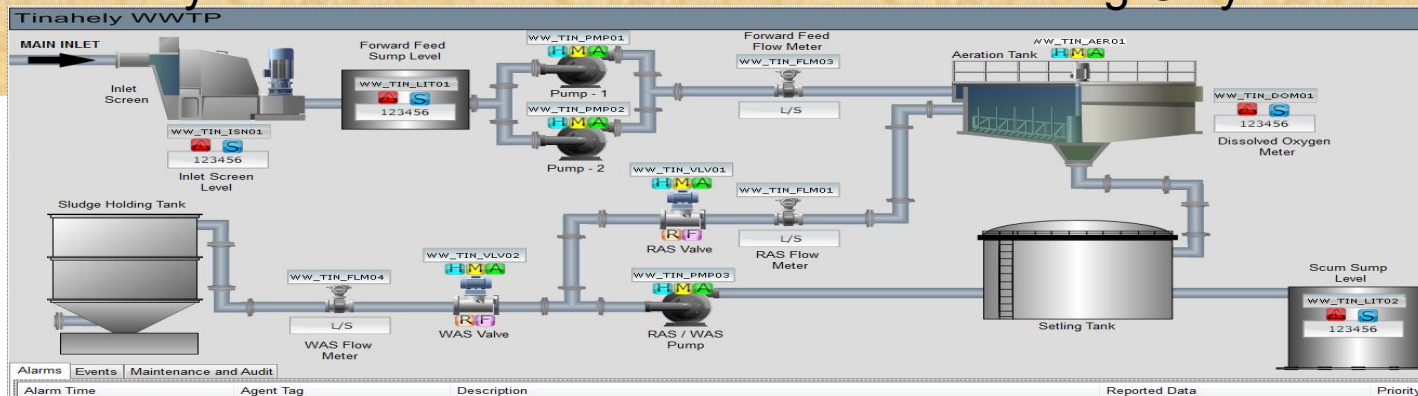 Tinahely WWTP
MAIN INLET
Inlet
Screen
WW_TIN_ISN01
A S
123456
Inlet Screen
Level
Forward Feed
Sump Level
WW_TIN_LIT01
A S
123456
WW_TIN_PMP01
H M A
Pump - 1
WW_TIN_PMP02
H M A
Pump - 2
Forward Feed
Flow Meter
WW_TIN_FLM03
L/S
WW_TIN_AER01
H M A
Aeration Tank
WW_TIN_DOM01
A S
123456
Dissolved Oxygen
Meter
WW_TIN_VLV01
H M A
R F
RAS Valve
WW_TIN_FLM01
L/S
RAS Flow
Meter
Sludge Holding Tank
WW_TIN_FLM04
L/S
WAS Flow
Meter
WW_TIN_VLV02
H M A
R F
WAS Valve
WW_TIN_PMP03
H M A
RAS / WAS
Pump
Setling Tank
Scum Sump
Level
WW_TIN_LIT02
A S
123456
Alarms Events Maintenance and Audit
Alarm Time Agent Tag Description Reported Data Priority